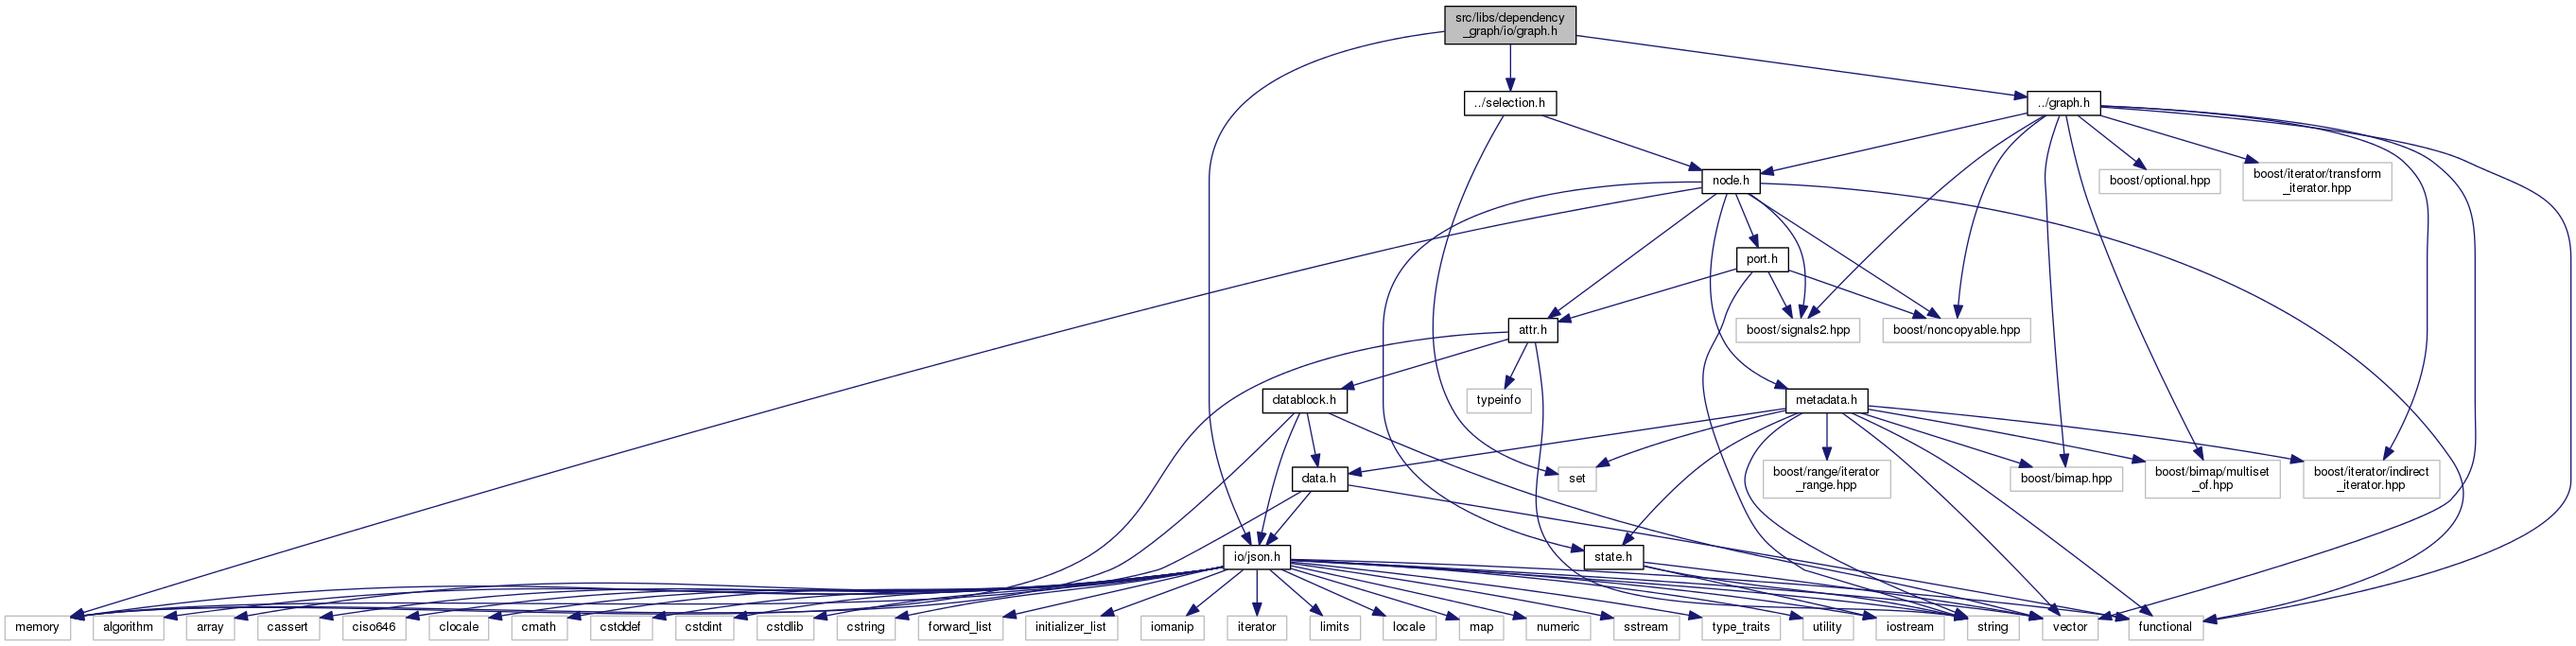 src/libs/dependency
_graph/io/graph.h
../selection.h
../graph.h
node.h
boost/optional.hpp
boost/iterator/transform
_iterator.hpp
port.h
attr.h
boost/signals2.hpp
boost/noncopyable.hpp
datablock.h
typeinfo
metadata.h
data.h
set
boost/range/iterator
_range.hpp
boost/bimap.hpp
boost/bimap/multiset
_of.hpp
boost/iterator/indirect
_iterator.hpp
io/json.h
state.h
memory
algorithm
array
cassert
ciso646
clocale
cmath
cstddef
cstdint
cstdlib
cstring
forward_list
initializer_list
iomanip
iterator
limits
locale
map
numeric
sstream
type_traits
utility
iostream
string
vector
functional